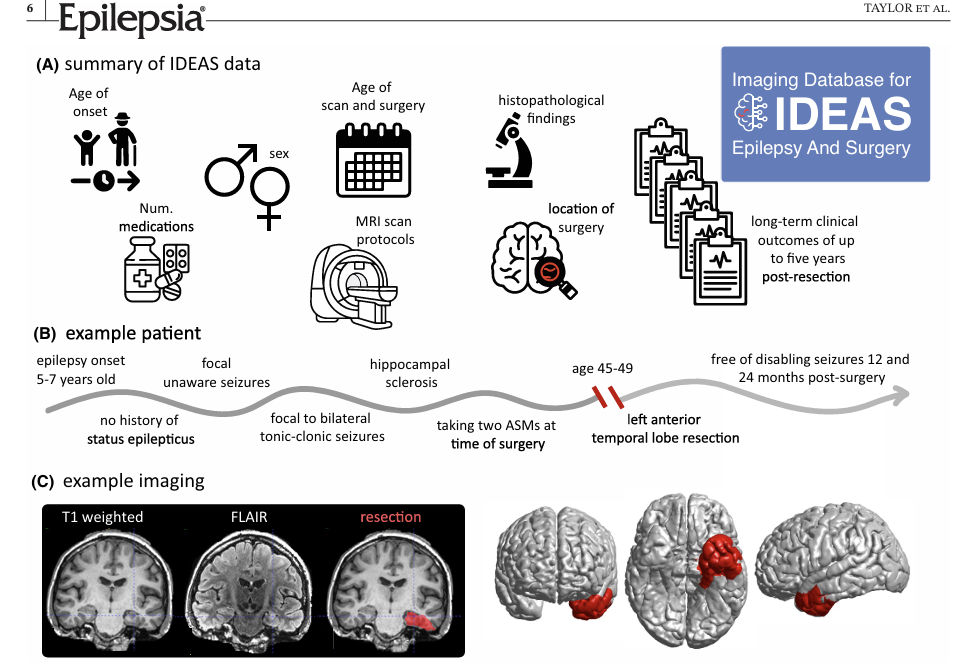 6
Epilepsia®
TAYLOR ET AL.
(A) summary of IDEAS data
Age of
onset
sex
Age of
scan and surgery
histopathological
findings
Imaging Database for
IDEAS
Epilepsy And Surgery
Num.
medications
MRI scan
protocols
location of
surgery
long-term clinical
outcomes of up
to five years
post-resection
(B) example patient
epilepsy onset
5-7 years old
no history of
status epilepticus
focal
unaware seizures
focal to bilateral
tonic-clonic seizures
hippocampal
sclerosis
taking two ASMs at
time of surgery
age 45-49
left anterior
temporal lobe resection
free of disabling seizures 12 and
24 months post-surgery
(C) example imaging
T1 weighted
FLAIR
resection